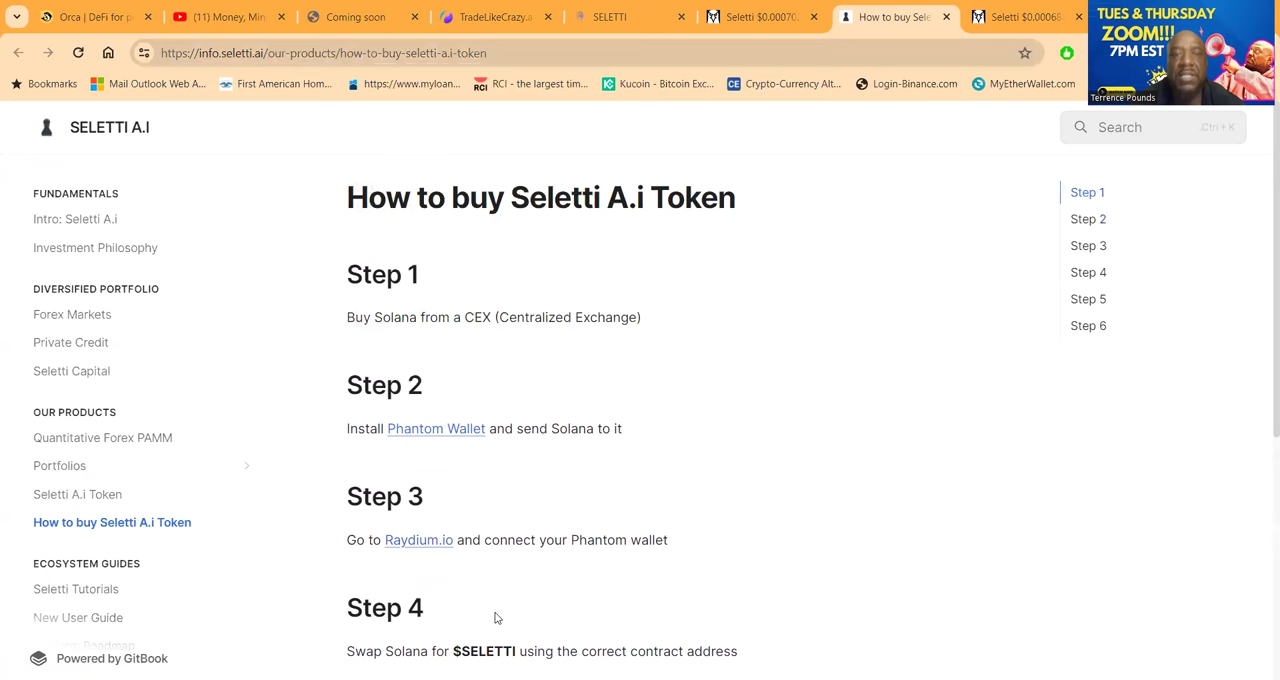 Orca | DeFi for p
(11) Money, Min
Coming soon
TradeLikeCrazy.a
SELETTI
Seletti $0.00070
How to buy Sele
Seletti $0.00068
https://info.seletti.ai/our-products/how-to-buy-seletti-a.i-token
Bookmarks
Mail Outlook Web A...
First American Hom...
https://www.myloan...
RCI - the largest tim...
Kucoin - Bitcoin Exc...
Crypto-Currency Alt...
Login-Binance.com
MyEtherWallet.com
TUES & THURSDAY
ZOOM!!!
7PM EST
Terrence Pounds
SELETTI A.I
Search
Ctrl + K
FUNDAMENTALS
Intro: Seletti A.i
Investment Philosophy
DIVERSIFIED PORTFOLIO
Forex Markets
Private Credit
Seletti Capital
OUR PRODUCTS
Quantitative Forex PAMM
Portfolios
Seletti A.i Token
How to buy Seletti A.i Token
ECOSYSTEM GUIDES
Seletti Tutorials
New User Guide
Powered by GitBook
How to buy Seletti A.i Token
Step 1
Buy Solana from a CEX (Centralized Exchange)
Step 2
Install Phantom Wallet and send Solana to it
Step 3
Go to Raydium.io and connect your Phantom wallet
Step 4
Swap Solana for $SELETTI using the correct contract address
Step 1
Step 2
Step 3
Step 4
Step 5
Step 6